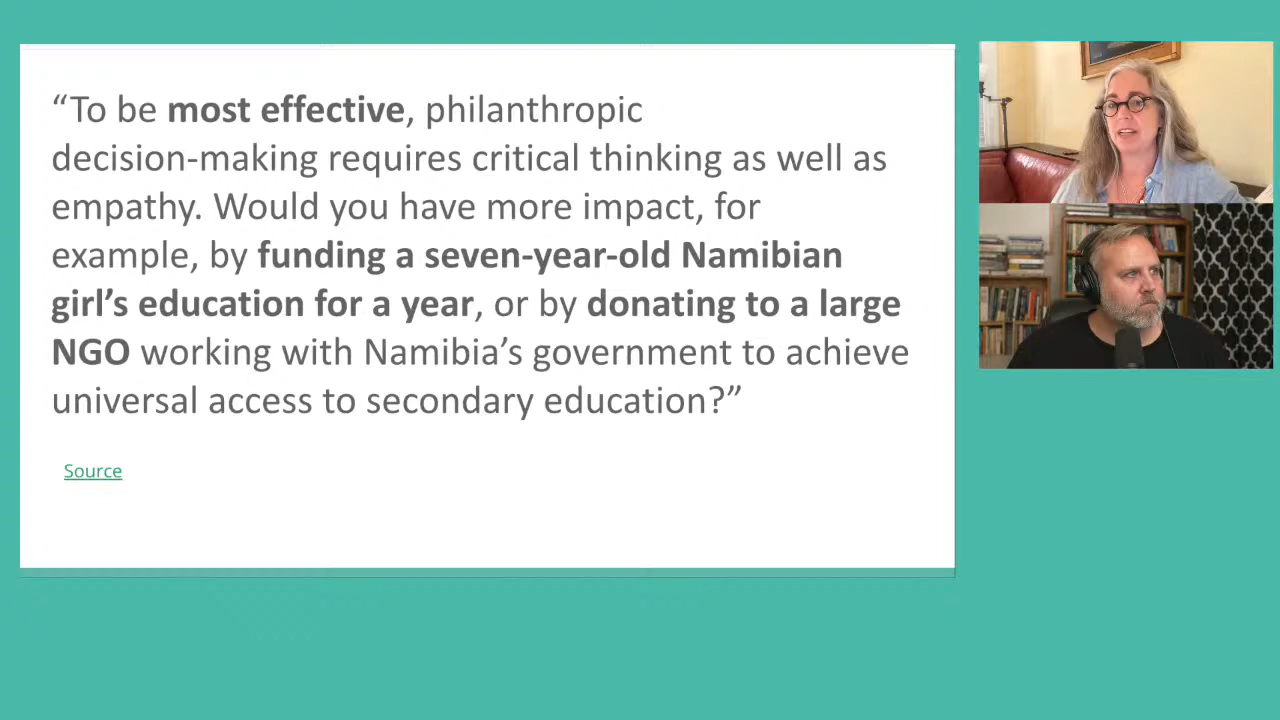 “To be most effective, philanthropic
decision-making requires critical thinking as well as
empathy. Would you have more impact, for
example, by funding a seven-year-old Namibian
girl’s education for a year, or by donating to a large
NGO working with Namibia’s government to achieve
universal access to secondary education?”
Source